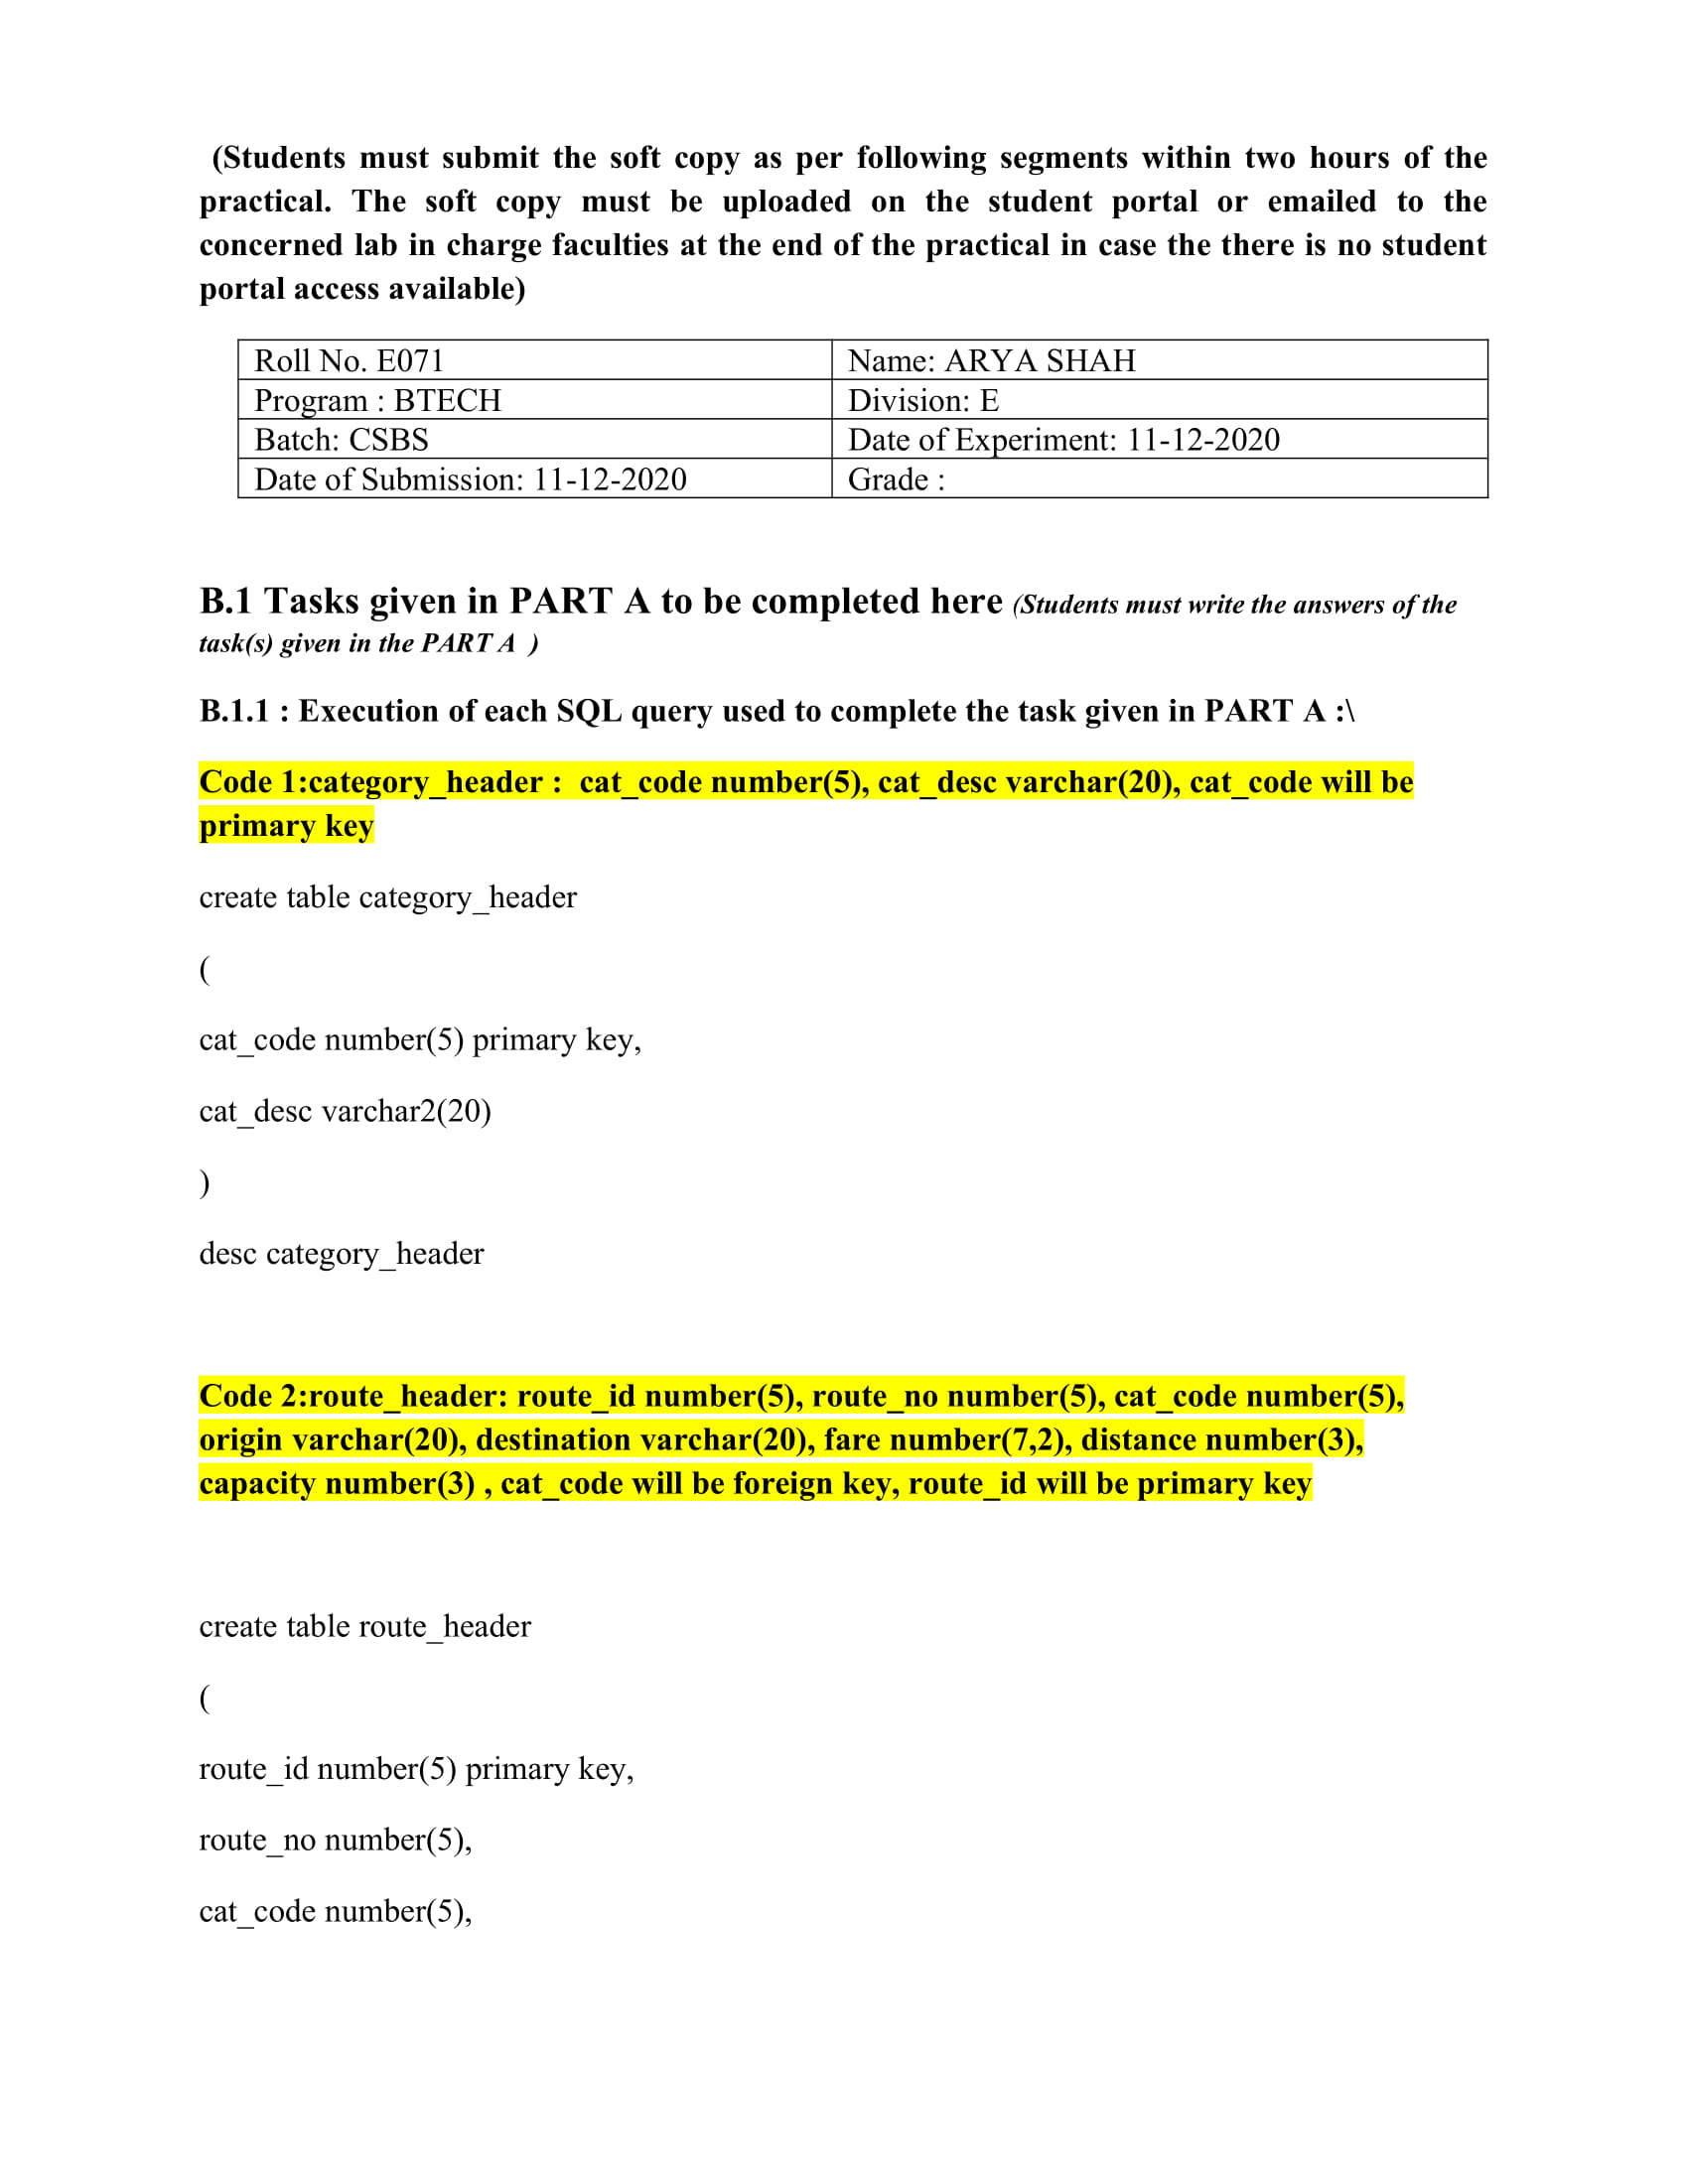 (Students must submit the soft copy as per following segments within two hours of the
practical. The soft copy must be uploaded on the student portal or emailed to the
concerned lab in charge faculties at the end of the practical in case the there is no student
portal access available)
Roll No. E071 Name: ARYA SHAH
Program : BTECH Division: E
Batch: CSBS Date of Experiment: 11-12-2020
Date of Submission: 11-12-2020 Grade :
B.1 Tasks given in PART A to be completed here (Students must write the answers of the
task(s) given in the PART A )
B.1.1 : Execution of each SQL query used to complete the task given in PART A :\
Code 1:category_header : cat_code number(5), cat_desc varchar(20), cat_code will be
primary key
create table category_header
(
cat_code number(5) primary key,
cat_desc varchar2(20)
)
desc category_header
Code 2:route_header: route_id number(5), route_no number(5), cat_code number(5),
origin varchar(20), destination varchar(20), fare number(7,2), distance number(3),
capacity number(3) , cat_code will be foreign key, route_id will be primary key
create table route_header
(
route_id number(5) primary key,
route_no number(5),
cat_code number(5),